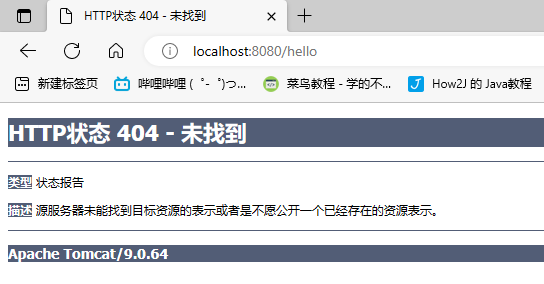 HTTP状态 404 - 未找到
localhost:8080/hello
新建标签页
哔哩哔哩 (゜-゜)つ...
菜鸟教程 - 学的不...
How2J 的 Java教程
HTTP状态 404 - 未找到
类型 状态报告
描述 源服务器未能找到目标资源的表示或者是不愿公开一个已经存在的资源表示。
Apache Tomcat/9.0.64